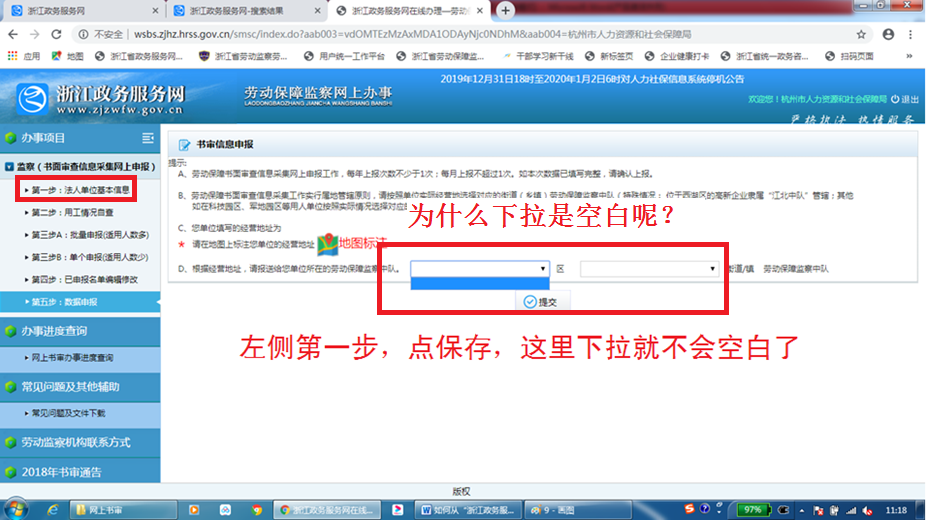 浙江政务服务网
浙江政务服务网-搜索结果
浙江政务服务网在线办理—劳动
不安全 | wsbs.zjhz.hrss.gov.cn/smsc/index.do?aab003=vdOMTEzMzAxMDA1ODAyNjc0NDhM&aab004=杭州市人力资源和社会保障局
应用 地图 浙江省政务服务网... 浙江省劳动监察劳... 用户统一工作平台 浙江省劳动保障监... 干部学习新干线 新标签页 企业健康打卡 浙江省统一政务咨... 扫码页面
2019年12月31日18时至2020年1月2日6时对人力社保信息系统停机公告
浙江政务服务网
www.zjzwfw.gov.cn
劳动保障监察网上办事
LAODONGBAOZHANG JIANCHA WANGSHANG BANSHI
欢迎您！杭州市人力资源和社会保障局 退出
严格执法 热情服务
办事项目
监察（书面审查信息采集网上申报）
第一步：法人单位基本信息
第二步：用工情况自查
第三步A：批量申报(适用人数多)
第三步B：单个申报(适用人数少)
第四步：已申报名单编辑修改
第五步：数据申报
办事进度查询
网上书审办事进度查询
常见问题及其他辅助
常见问题及文件下载
劳动监察机构联系方式
2018年书审通告
书审信息申报
提示:
A、劳动保障书面审查信息采集网上申报工作，每年上报次数不少于1次；每月上报不超过1次。如本次数据已填写完整，请确认上报。
B、劳动保障书面审查信息采集工作实行属地管辖原则，请按照单位实际经营地选择对应的街道（乡镇）劳动保障监察中队（特殊情况： 位于西湖区的高新企业隶属“江北中队”管辖；其他
如在科技园区、军地园区等用人单位按照实际情况选择对应
为什么下拉是空白呢？
C、您单位填写的经营地址为
* 请在地图上标注您单位的经营地址 地图标注
D、根据经营地址，请报送给您单位所在的劳动保障监察中队。 区 街道/镇 劳动保障监察中队
提交
左侧第一步，点保存，这里下拉就不会空白了
版权
网上书审
浙江政务服务网在线...
如何从“浙江政务服...
9 - 画图
97%
11:18